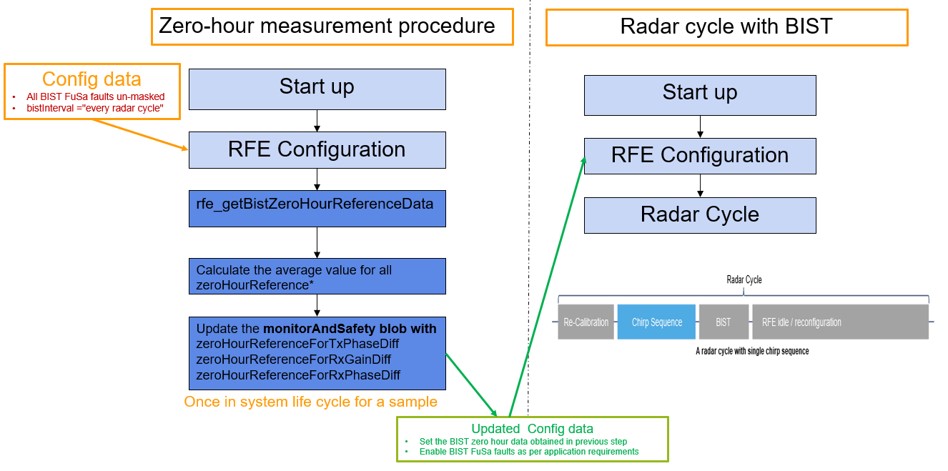 Zero-hour measurement procedure
Config data
All BIST FuSa faults un-masked
bistInterval ="every radar cycle"
Start up
RFE Configuration
rfe_getBistZeroHourReferenceData
Calculate the average value for all
zeroHourReference*
Update the monitorAndSafety blob with
zeroHourReferenceForTxPhaseDiff
zeroHourReferenceForRxGainDiff
zeroHourReferenceForRxPhaseDiff
Once in system life cycle for a sample
Updated Config data
Set the BIST zero hour data obtained in previous step
Enable BIST FuSa faults as per application requirements
Radar cycle with BIST
Start up
RFE Configuration
Radar Cycle
Radar Cycle
Re-Calibration
Chirp Sequence
BIST
RFE idle / reconfiguration
A radar cycle with single chirp sequence